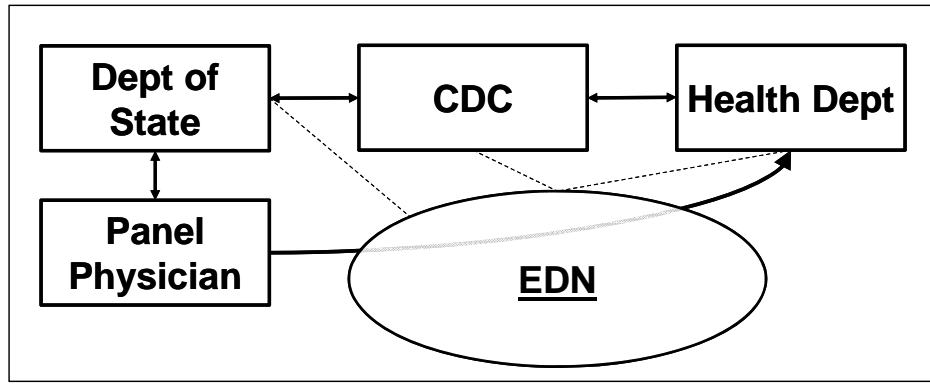 Dept of
State
CDC
Health Dept
Panel
Physician
EDN